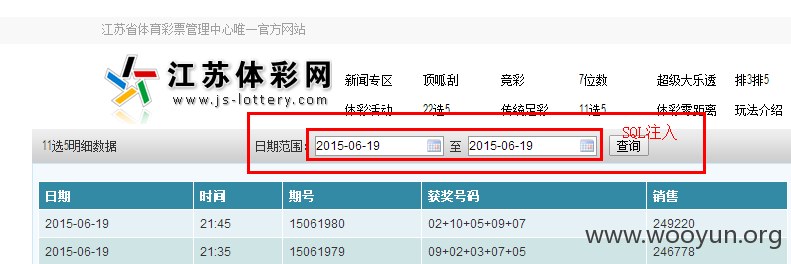 江苏省体育彩票管理中心唯一官方网站
江苏体彩网
www.js-lottery.com
新闻专区 顶呱刮 竞彩 7位数 超级大乐透 排3排5
体彩活动 22选5 传统足彩 11选5 体彩零距离 玩法介绍
SQL注入
11选5明细数据 日期范围: 2015-06-19 至 2015-06-19 查询
日期 时间 期号 获奖号码 销售
2015-06-19 21:45 15061980 02+10+05+09+07 249220
2015-06-19 21:35 15061979 09+02+03+07+05 246778
www.wooyun.org